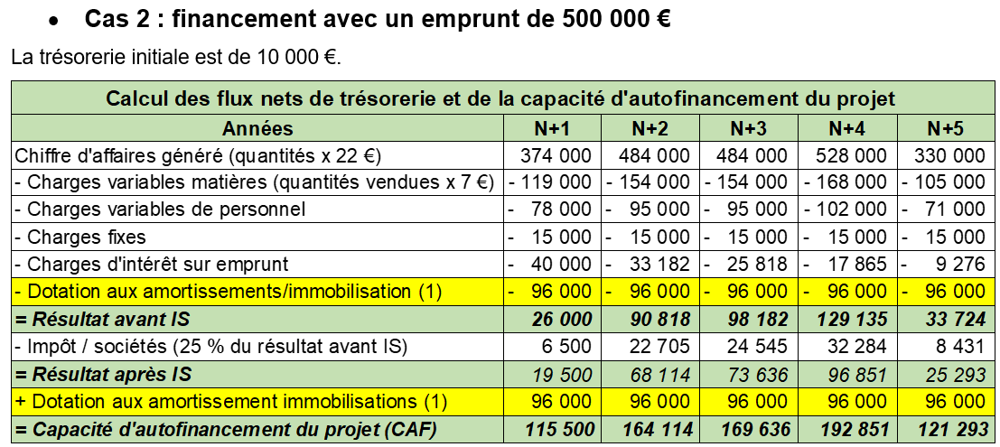 • Cas 2 : financement avec un emprunt de 500 000 €
La trésorerie initiale est de 10 000 €.
Calcul des flux nets de trésorerie et de la capacité d'autofinancement du projet
Années N+1 N+2 N+3 N+4 N+5
Chiffre d'affaires généré (quantités x 22 €) 374 000 484 000 484 000 528 000 330 000
- Charges variables matières (quantités vendues x 7 €) - 119 000 - 154 000 - 154 000 - 168 000 - 105 000
- Charges variables de personnel - 78 000 - 95 000 - 95 000 - 102 000 - 71 000
- Charges fixes - 15 000 - 15 000 - 15 000 - 15 000 - 15 000
- Charges d'intérêt sur emprunt - 40 000 - 33 182 - 25 818 - 17 865 - 9 276
- Dotation aux amortissements/immobilisation (1) - 96 000 - 96 000 - 96 000 - 96 000 - 96 000
= Résultat avant IS 26 000 90 818 98 182 129 135 33 724
- Impôt / sociétés (25 % du résultat avant IS) 6 500 22 705 24 545 32 284 8 431
= Résultat après IS 19 500 68 114 73 636 96 851 25 293
+ Dotation aux amortissement immobilisations (1) 96 000 96 000 96 000 96 000 96 000
= Capacité d'autofinancement du projet (CAF) 115 500 164 114 169 636 192 851 121 293